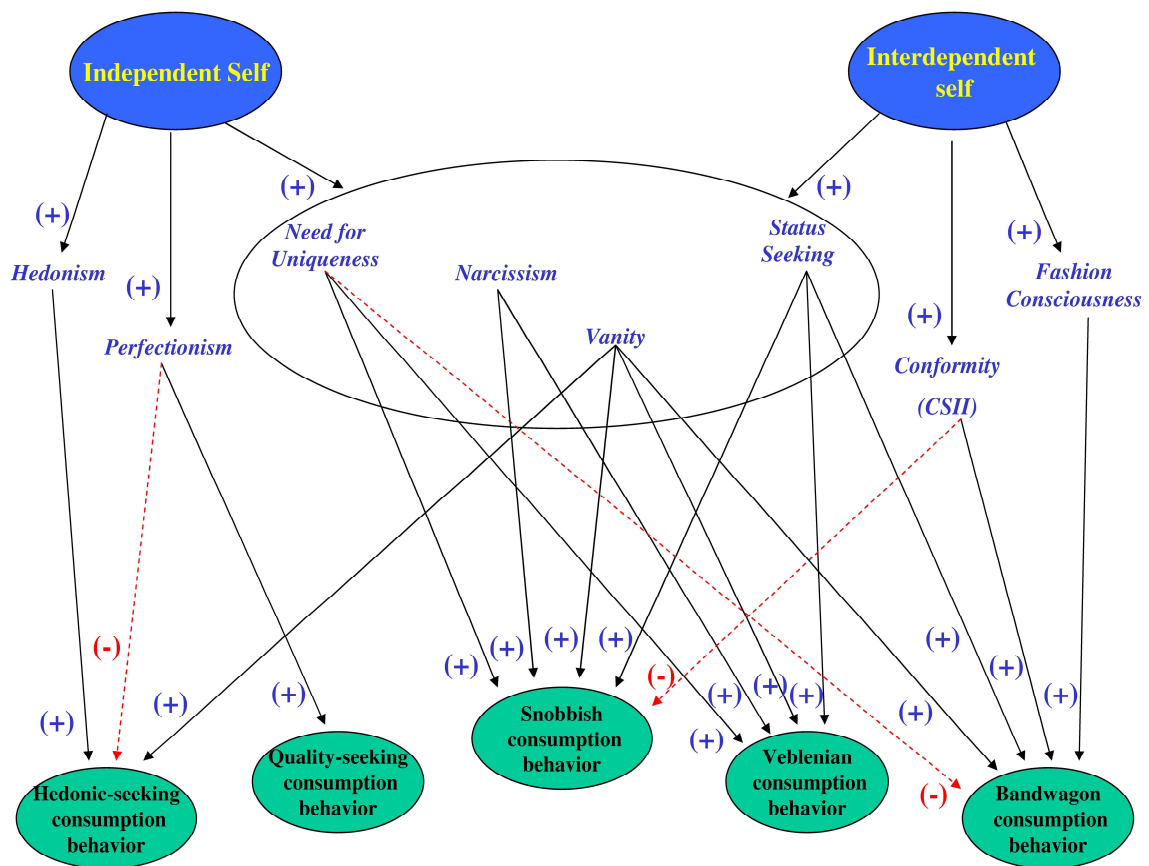 Independent Self
Interdependent
self
(+)
(+)
(+)
(+)
(+)
(+)
Need for
Uniqueness
Status
Seeking
Hedonism
Narcissism
Fashion
Consciousness
(+)
(+)
Perfectionism
Vanity
Conformity
(CSII)
(-)
(+)
(+)
(+)
(+)
(+)
(+)
(-)
(+)
(+)
(+)
(+)
(+)
(+)
(+)
(+)
(+)
(+)
(-)
Snobbish
consumption
behavior
Quality-seeking
consumption
behavior
Veblenian
consumption
behavior
Hedonic-seeking
consumption
behavior
Bandwagon
consumption
behavior